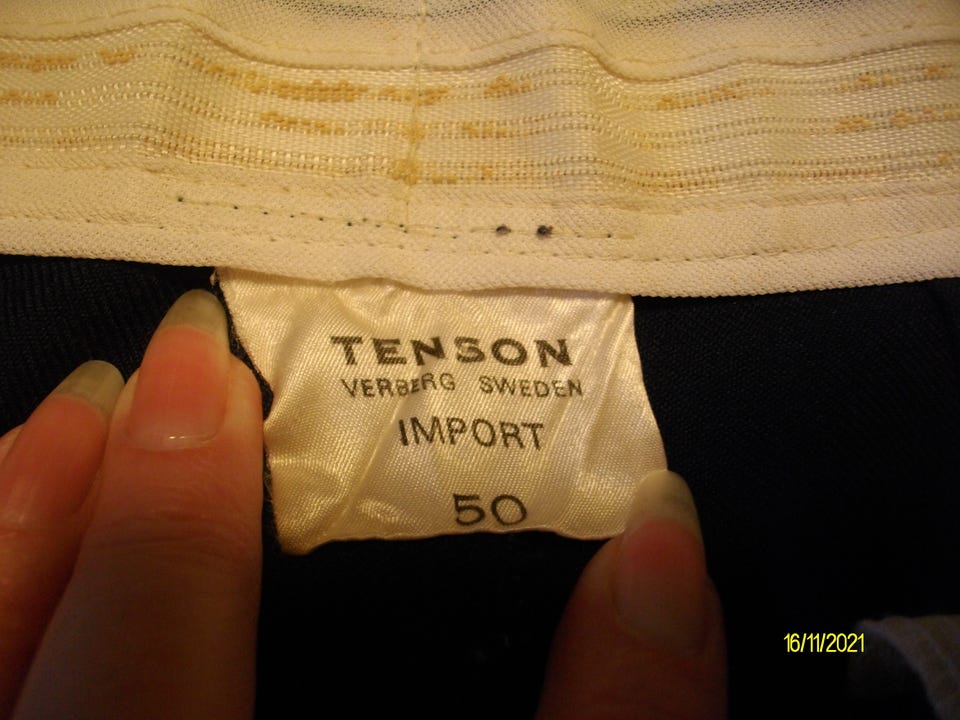 TENSON
VERBERG SWEDEN
IMPORT
50
16/11/2021